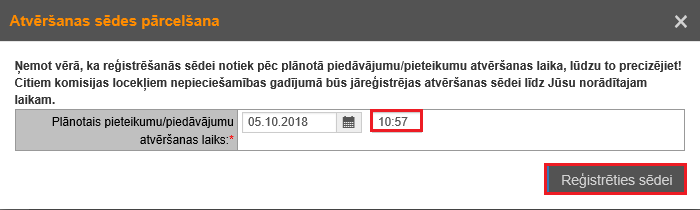 Atvēršanas sēdes pārcelšana
Ņemot vērā, ka reģistrēšanās sēdei notiek pēc plānotā piedāvājumu/pieteikumu atvēršanas laika, lūdzu to precizējiet!
Citiem komisijas locekļiem nepieciešamības gadījumā būs jāreģistrējas atvēršanas sēdei līdz Jūsu norādītajam
laikam.
Plānotais pieteikumu/piedāvājumu
atvēršanas laiks:*
05.10.2018
10:57
Reģistrēties sēdei